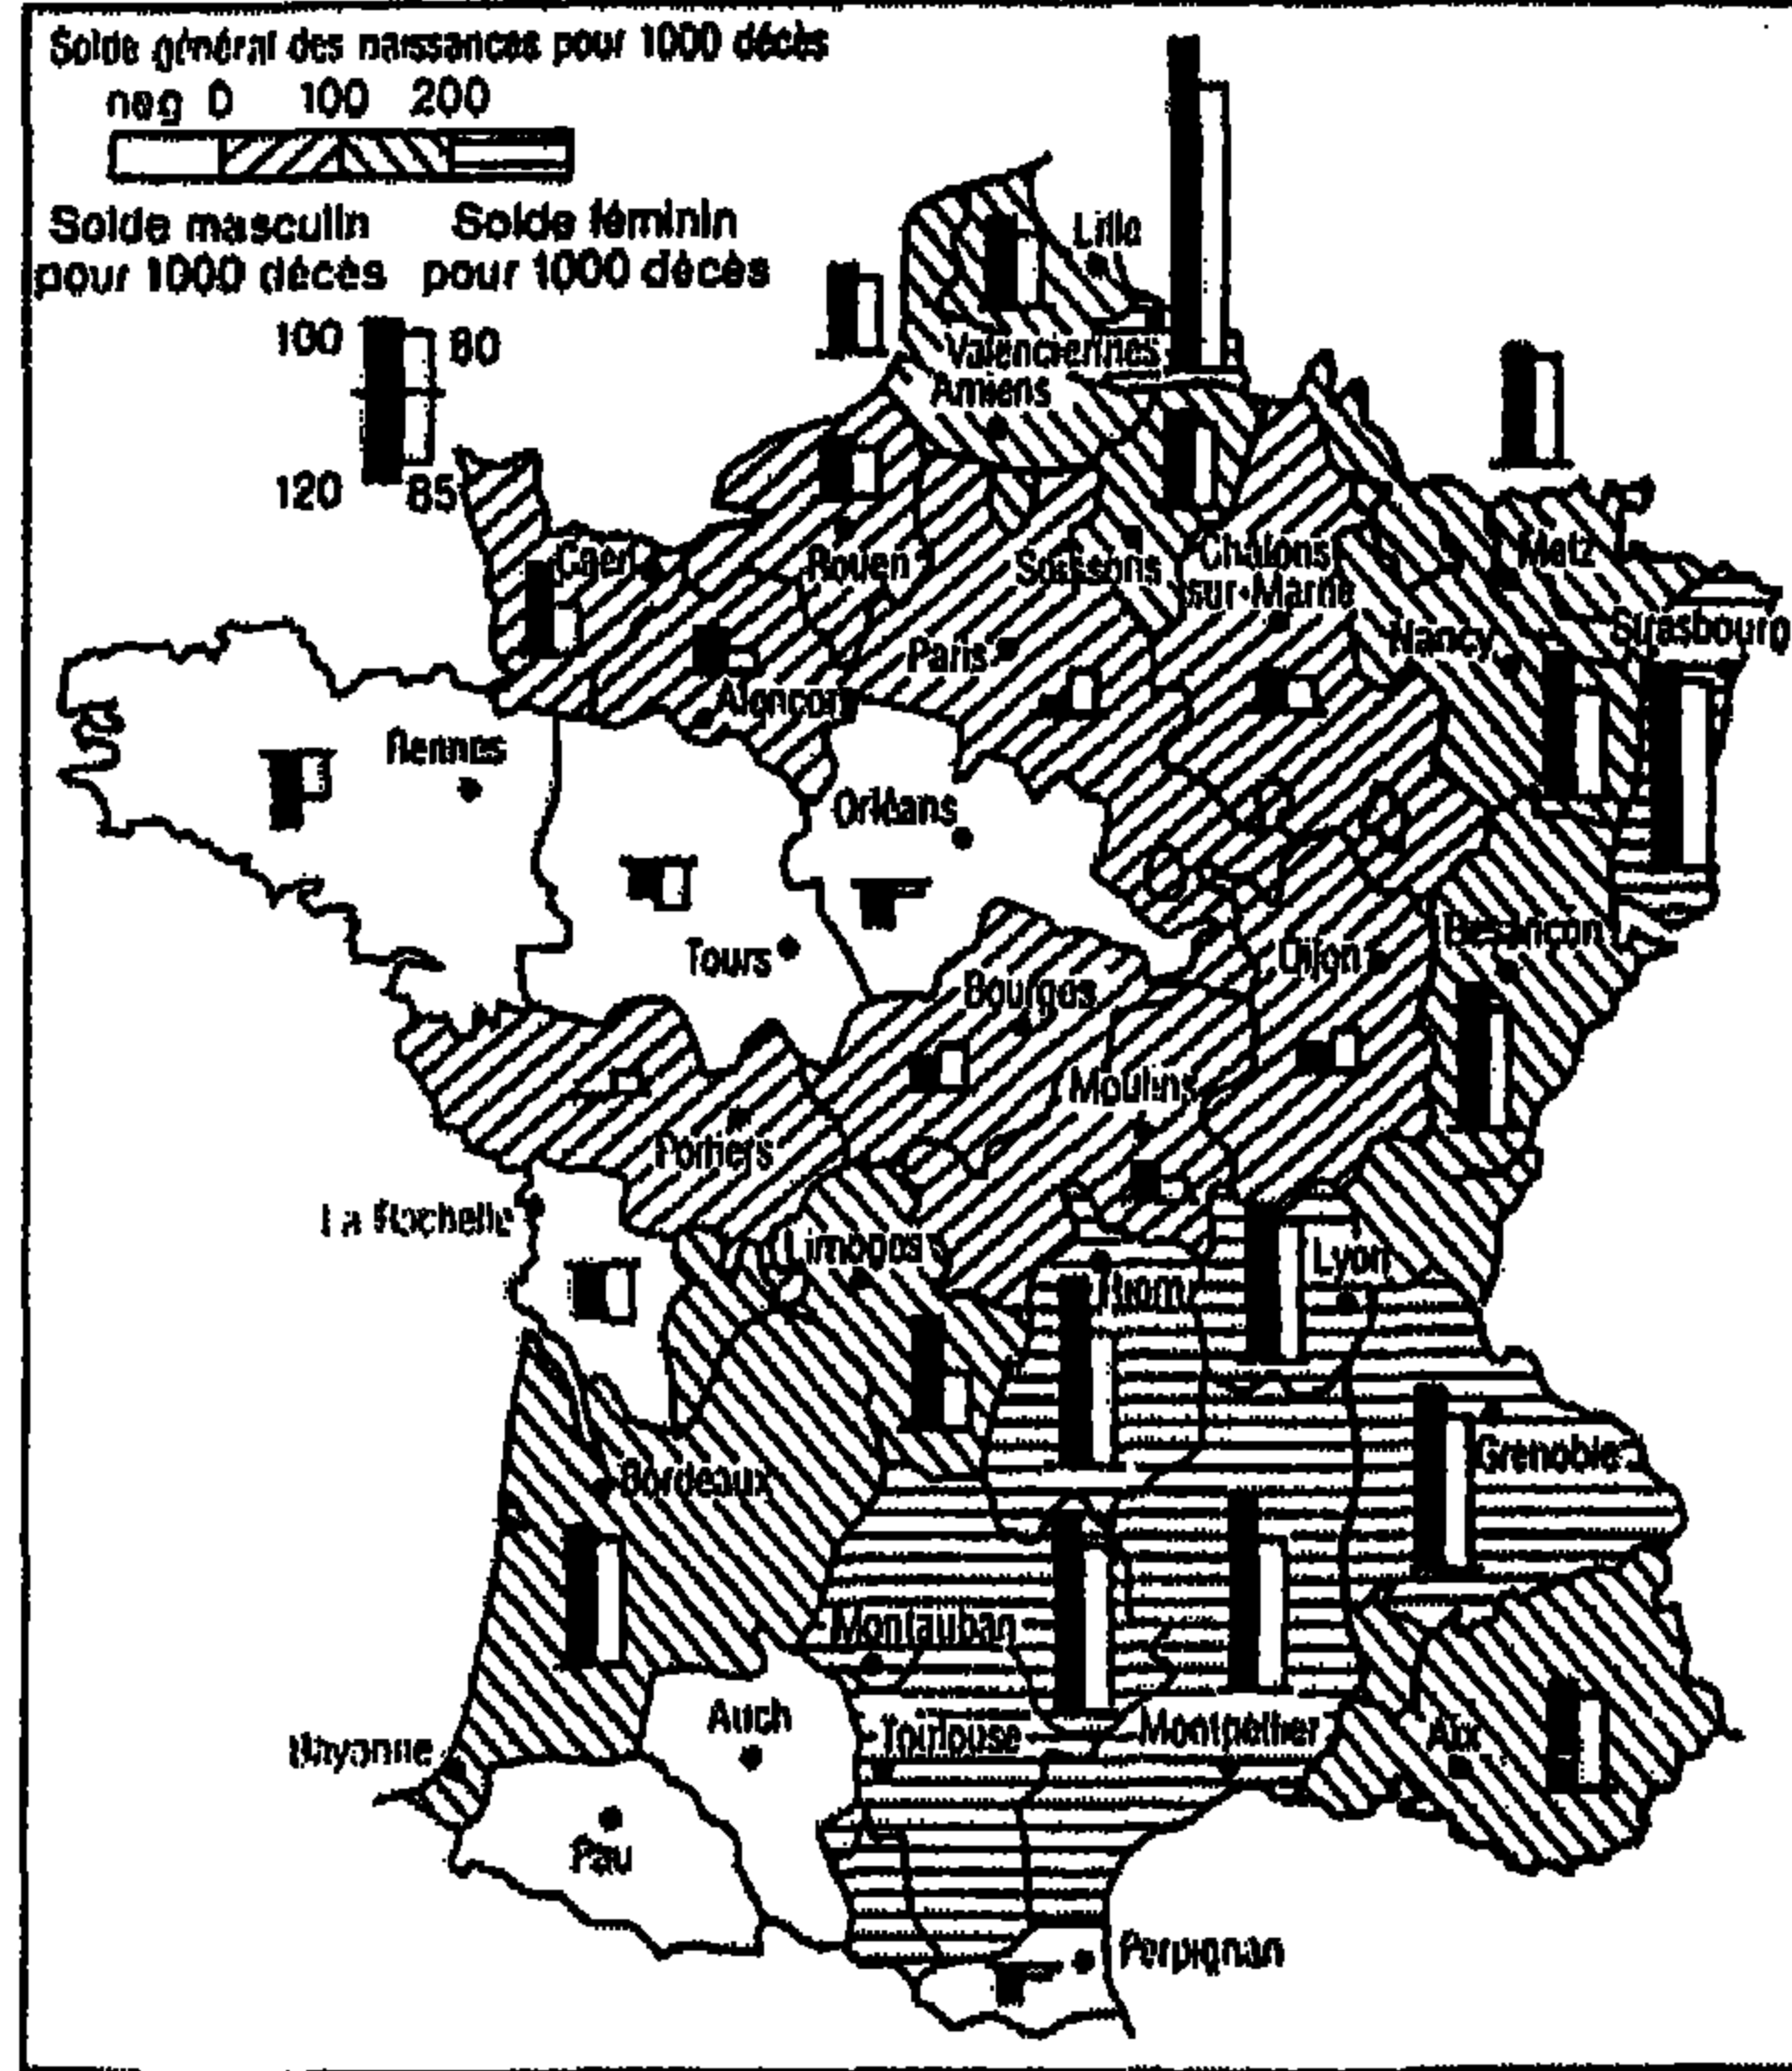 Solde général des naissances pour 1000 décès
neg 0 100 200
Solde masculin Solde féminin
pour 1000 décès pour 1000 décès
100 80
120 85
Lille
Valenciennes
Amiens
Caen
Rouen
Soissons
Chalons
sur-Marne
Metz
Nancy
Strasbourg
Paris
Alençon
Rennes
Orléans
Tours
Bourges
Dijon
Besancon
Moulins
Poitiers
La Rochelle
Limoges
Riom
Lyon
Grenoble
Bordeaux
Montauban
Auch
Toulouse
Montpellier
Aix
Bayonne
Pau
Perpignan